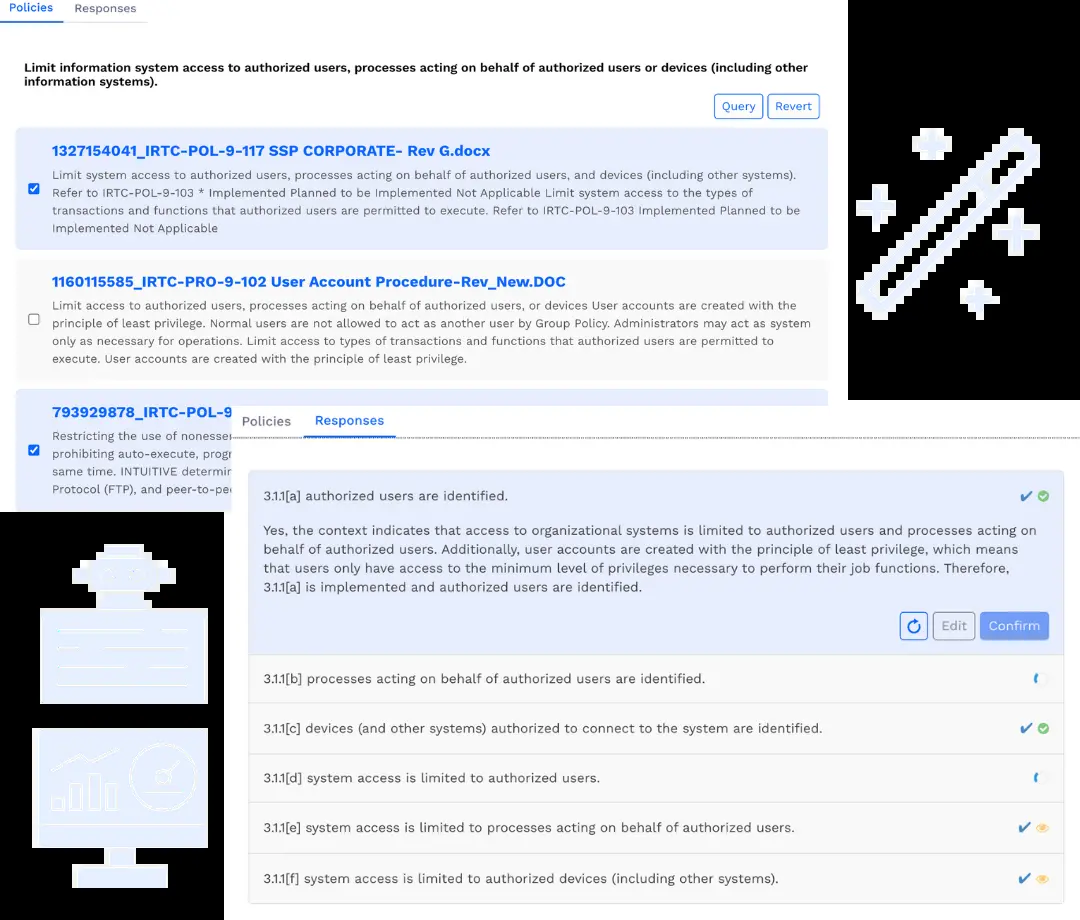 Policies
Responses
Limit information system access to authorized users, processes acting on behalf of authorized users or devices (including other
information systems).
Query
Revert
1327154041_IRTC-POL-9-117 SSP CORPORATE- Rev G.docx
Limit system access to authorized users, processes acting on behalf of authorized users, and devices (including other systems).
Refer to IRTC-POL-9-103 * Implemented Planned to be Implemented Not Applicable Limit system access to the types of
transactions and functions that authorized users are permitted to execute. Refer to IRTC-POL-9-103 Implemented Planned to be
Implemented Not Applicable
1160115585_IRTC-PRO-9-102 User Account Procedure-Rev_New.DOC
Limit access to authorized users, processes acting on behalf of authorized users, or devices User accounts are created with the
principle of least privilege. Normal users are not allowed to act as another user by Group Policy. Administrators may act as system
only as necessary for operations. Limit access to types of transactions and functions that authorized users are permitted to
execute. User accounts are created with the principle of least privilege.
793929878_IRTC-POL-9
Restricting the use of
prohibiting auto-execute,
same time. INTUITIVE
Protocol (FTP), and
Policies
Responses
3.1.1[a] authorized users are identified.
Yes, the context indicates that access to organizational systems is limited to authorized users and processes acting on
behalf of authorized users. Additionally, user accounts are created with the principle of least privilege, which means
that users only have access to the minimum level of privileges necessary to perform their job functions. Therefore,
3.1.1[a] is implemented and authorized users are identified.
Edit
Confirm
3.1.1[b] processes acting on behalf of authorized users are identified.
3.1.1[c] devices (and other systems) authorized to connect to the system are identified.
3.1.1[d] system access is limited to authorized users.
3.1.1[e] system access is limited to processes acting on behalf of authorized users.
3.1.1[f] system access is limited to authorized devices (including other systems).